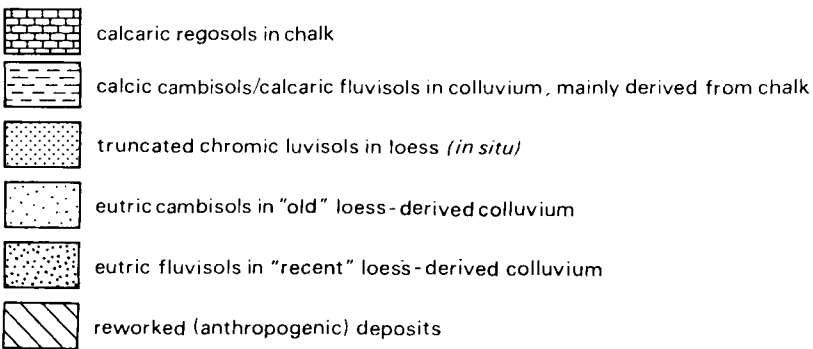 calcaric regosols in chalk
calcic cambisols/calcaric fluvisols in colluvium, mainly derived from chalk
truncated chromic luvisols in loess (in situ)
eutric cambisols in "old" loess-derived colluvium
eutric fluvisols in "recent" loess-derived colluvium
reworked (anthropogenic) deposits